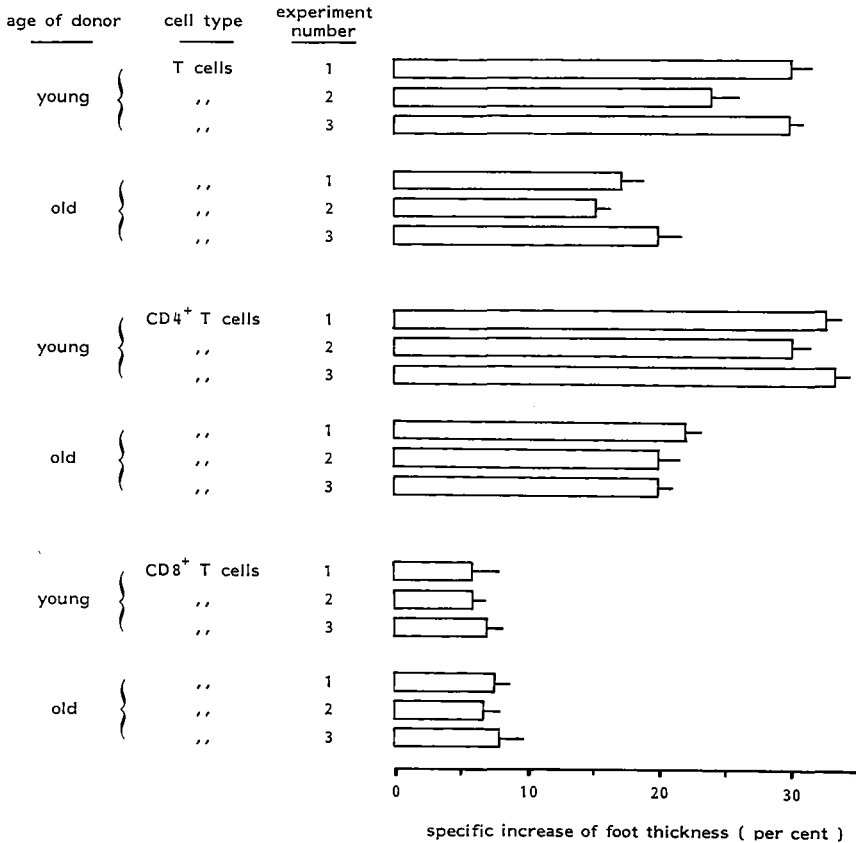 age of donor cell type experiment number
young T cells 1
,, 2
,, 3
old ,, 1
,, 2
,, 3
young CD4+ T cells 1
,, 2
,, 3
old ,, 1
,, 2
,, 3
young CD8+ T cells 1
,, 2
,, 3
old ,, 1
,, 2
,, 3
0 10 20 30
specific increase of foot thickness ( per cent )